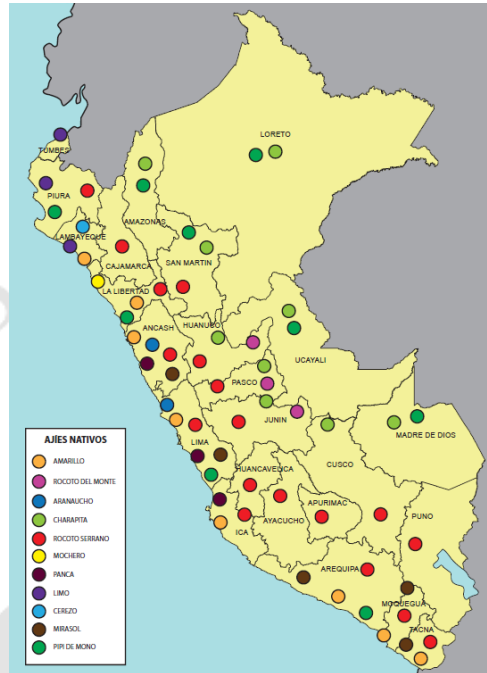 LORETO
TUMBES
PIURA
AMAZONAS
LAMBAYEQUE
CAJAMARCA
SAN MARTIN
LA LIBERTAD
ANCASH
HUANUCO
UCAYALI
PASCO
JUNIN
MADRE DE DIOS
LIMA
CUSCO
HUANCAVELICA
APURIMAC
PUNO
AYACUCHO
ICA
AREQUIPA
MOQUEGUA
TACNA
AJÍES NATIVOS
AMARILLO
ROCOTO DEL MONTE
ARANAUCHO
CHARAPITA
ROCOTO SERRANO
MOCHERO
PANCA
LIMO
CEREZO
MIRASOL
PIPI DE MONO